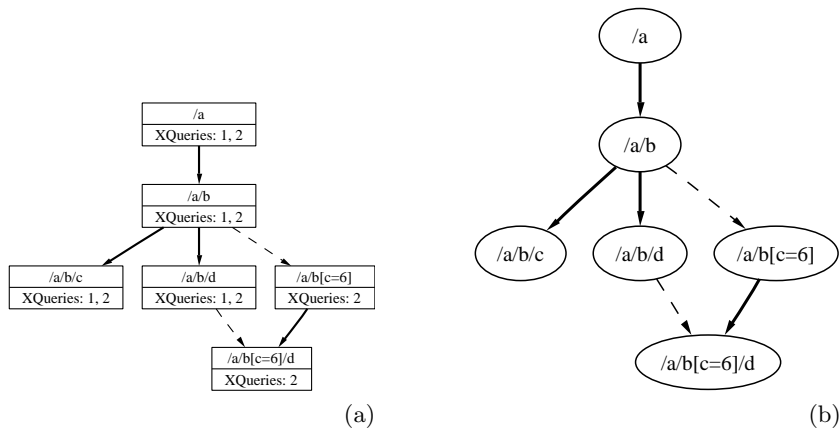 /a
XQueries: 1, 2
/a/b
XQueries: 1, 2
/a/b/c
XQueries: 1, 2
/a/b/d
XQueries: 1, 2
/a/b[c=6]
XQueries: 2
/a/b[c=6]/d
XQueries: 2
(a)
/a
/a/b
/a/b/c
/a/b/d
/a/b[c=6]
/a/b[c=6]/d
(b)